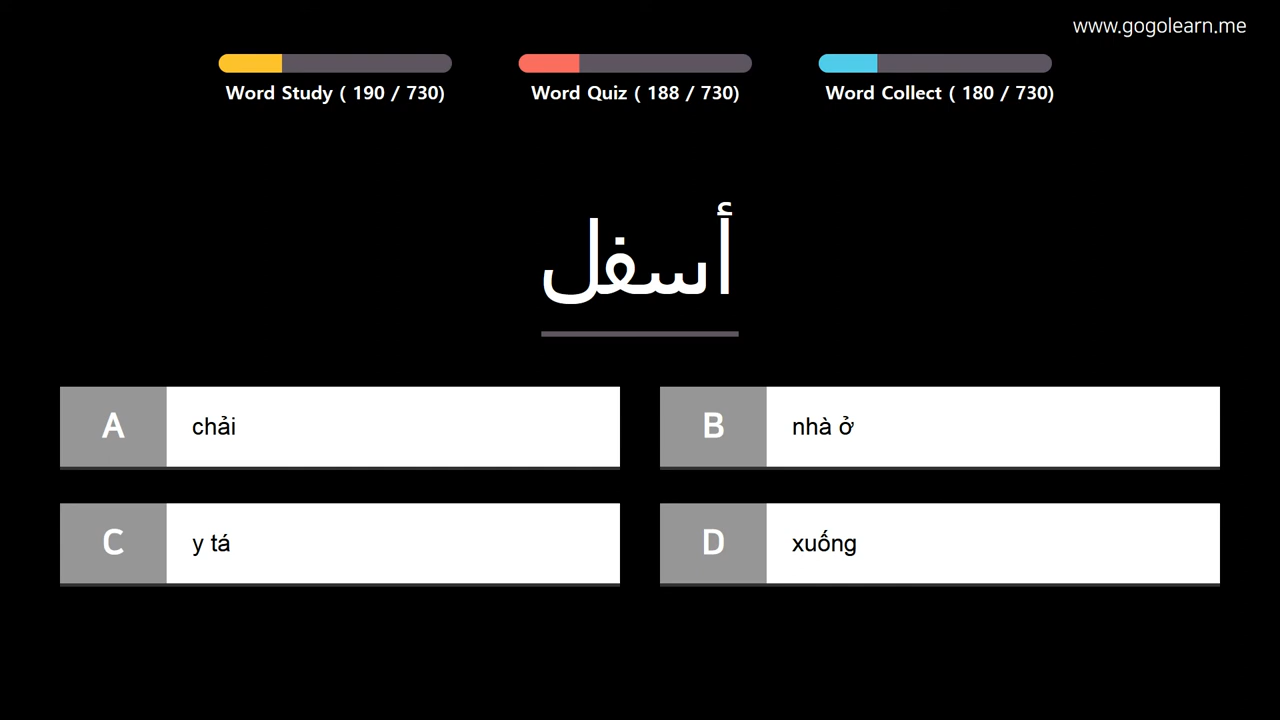 www.gogolearn.me
Word Study ( 190 / 730)
Word Quiz ( 188 / 730)
Word Collect ( 180 / 730)
أسفل
A chải
B nhà ở
C y tá
D xuống